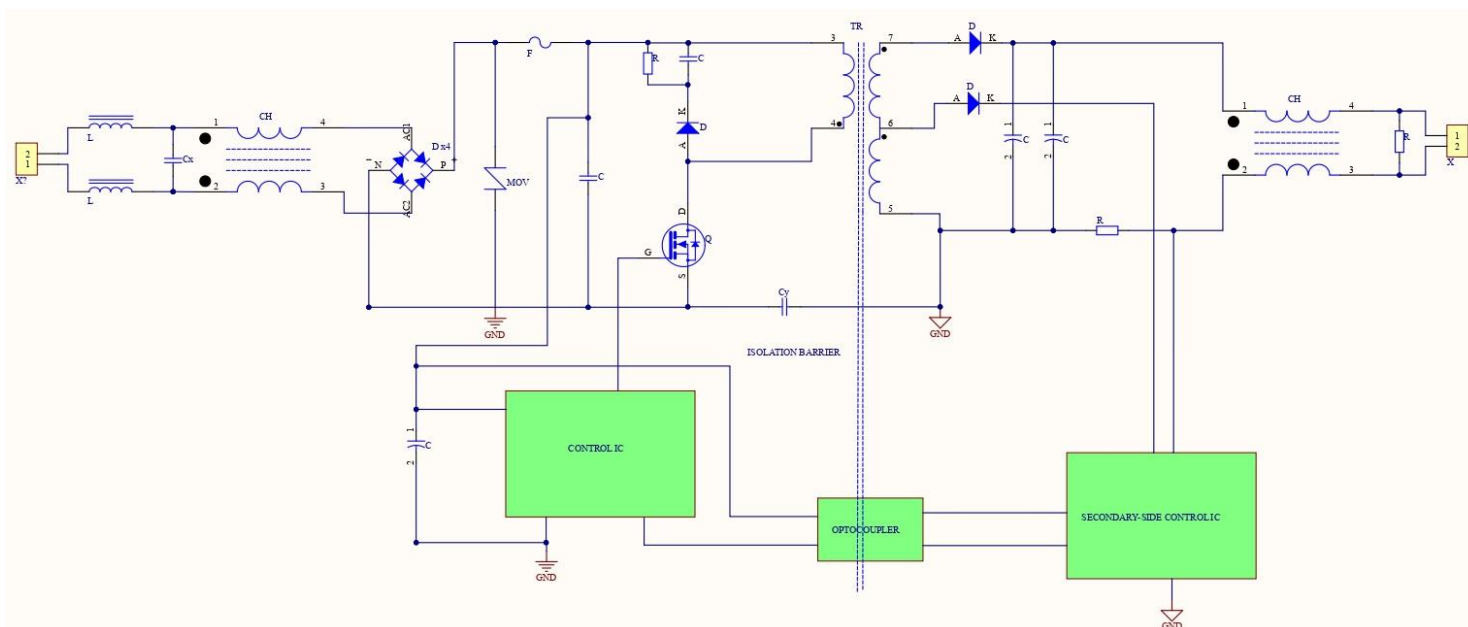 TR
D
3
7
A
K
F
R
C
D
CH
A
K
1
4
K
1
4
CH
L
AC1
4
6
1
1
D
D x4
2
1
Cx
N
P
A
C
C
R
1
2
X?
MOV
C
2
2
2
3
X
L
2
3
AC2
D
5
R
Q
G
S
Cy
GND
GND
ISOLATION BARRIER
1
C
2
CONTROL IC
OPTOCOUPLER
SECONDARY-SIDE CONTROL IC
GND
GND